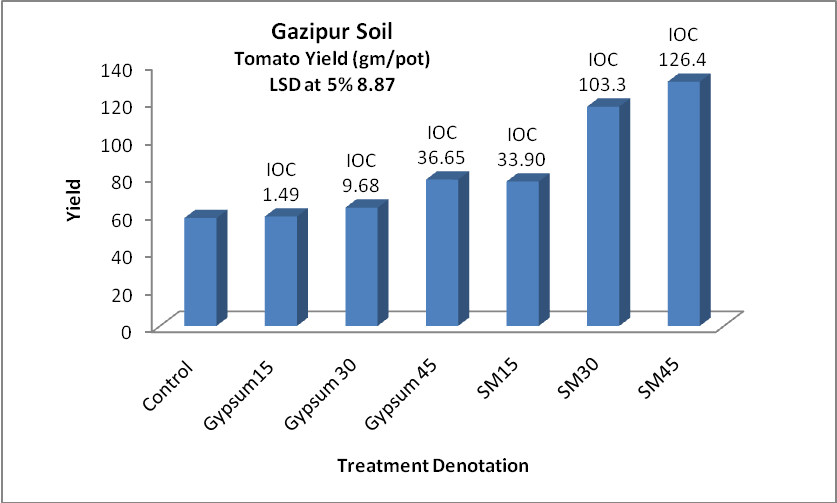 Gazipur Soil
Tomato Yield (gm/pot)
LSD at 5% 8.87
IOC
126.4
IOC
103.3
IOC
36.65
IOC
33.90
IOC
9.68
IOC
1.49
140
120
100
80
60
40
20
0
Yield
Control
Gypsum15
Gypsum 30
Gypsum 45
SM15
SM30
SM45
Treatment Denotation